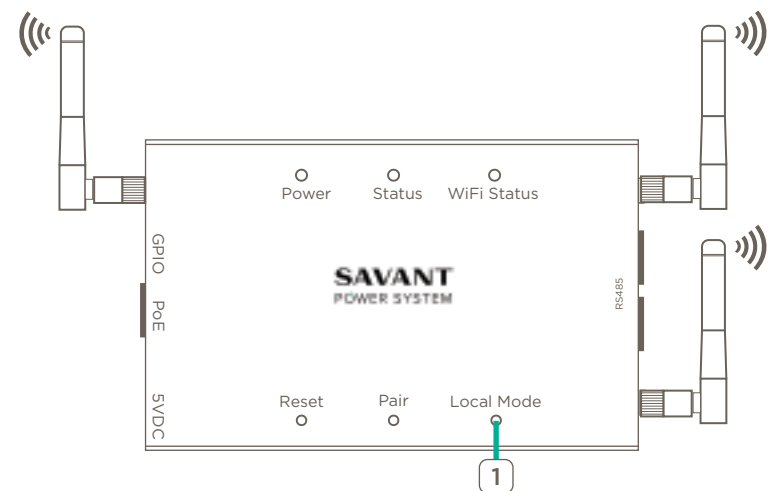 Power Status WiFi Status
GPIO
PoE
5VDC
SAVANT
POWER SYSTEM
RS485
Reset Pair Local Mode
1